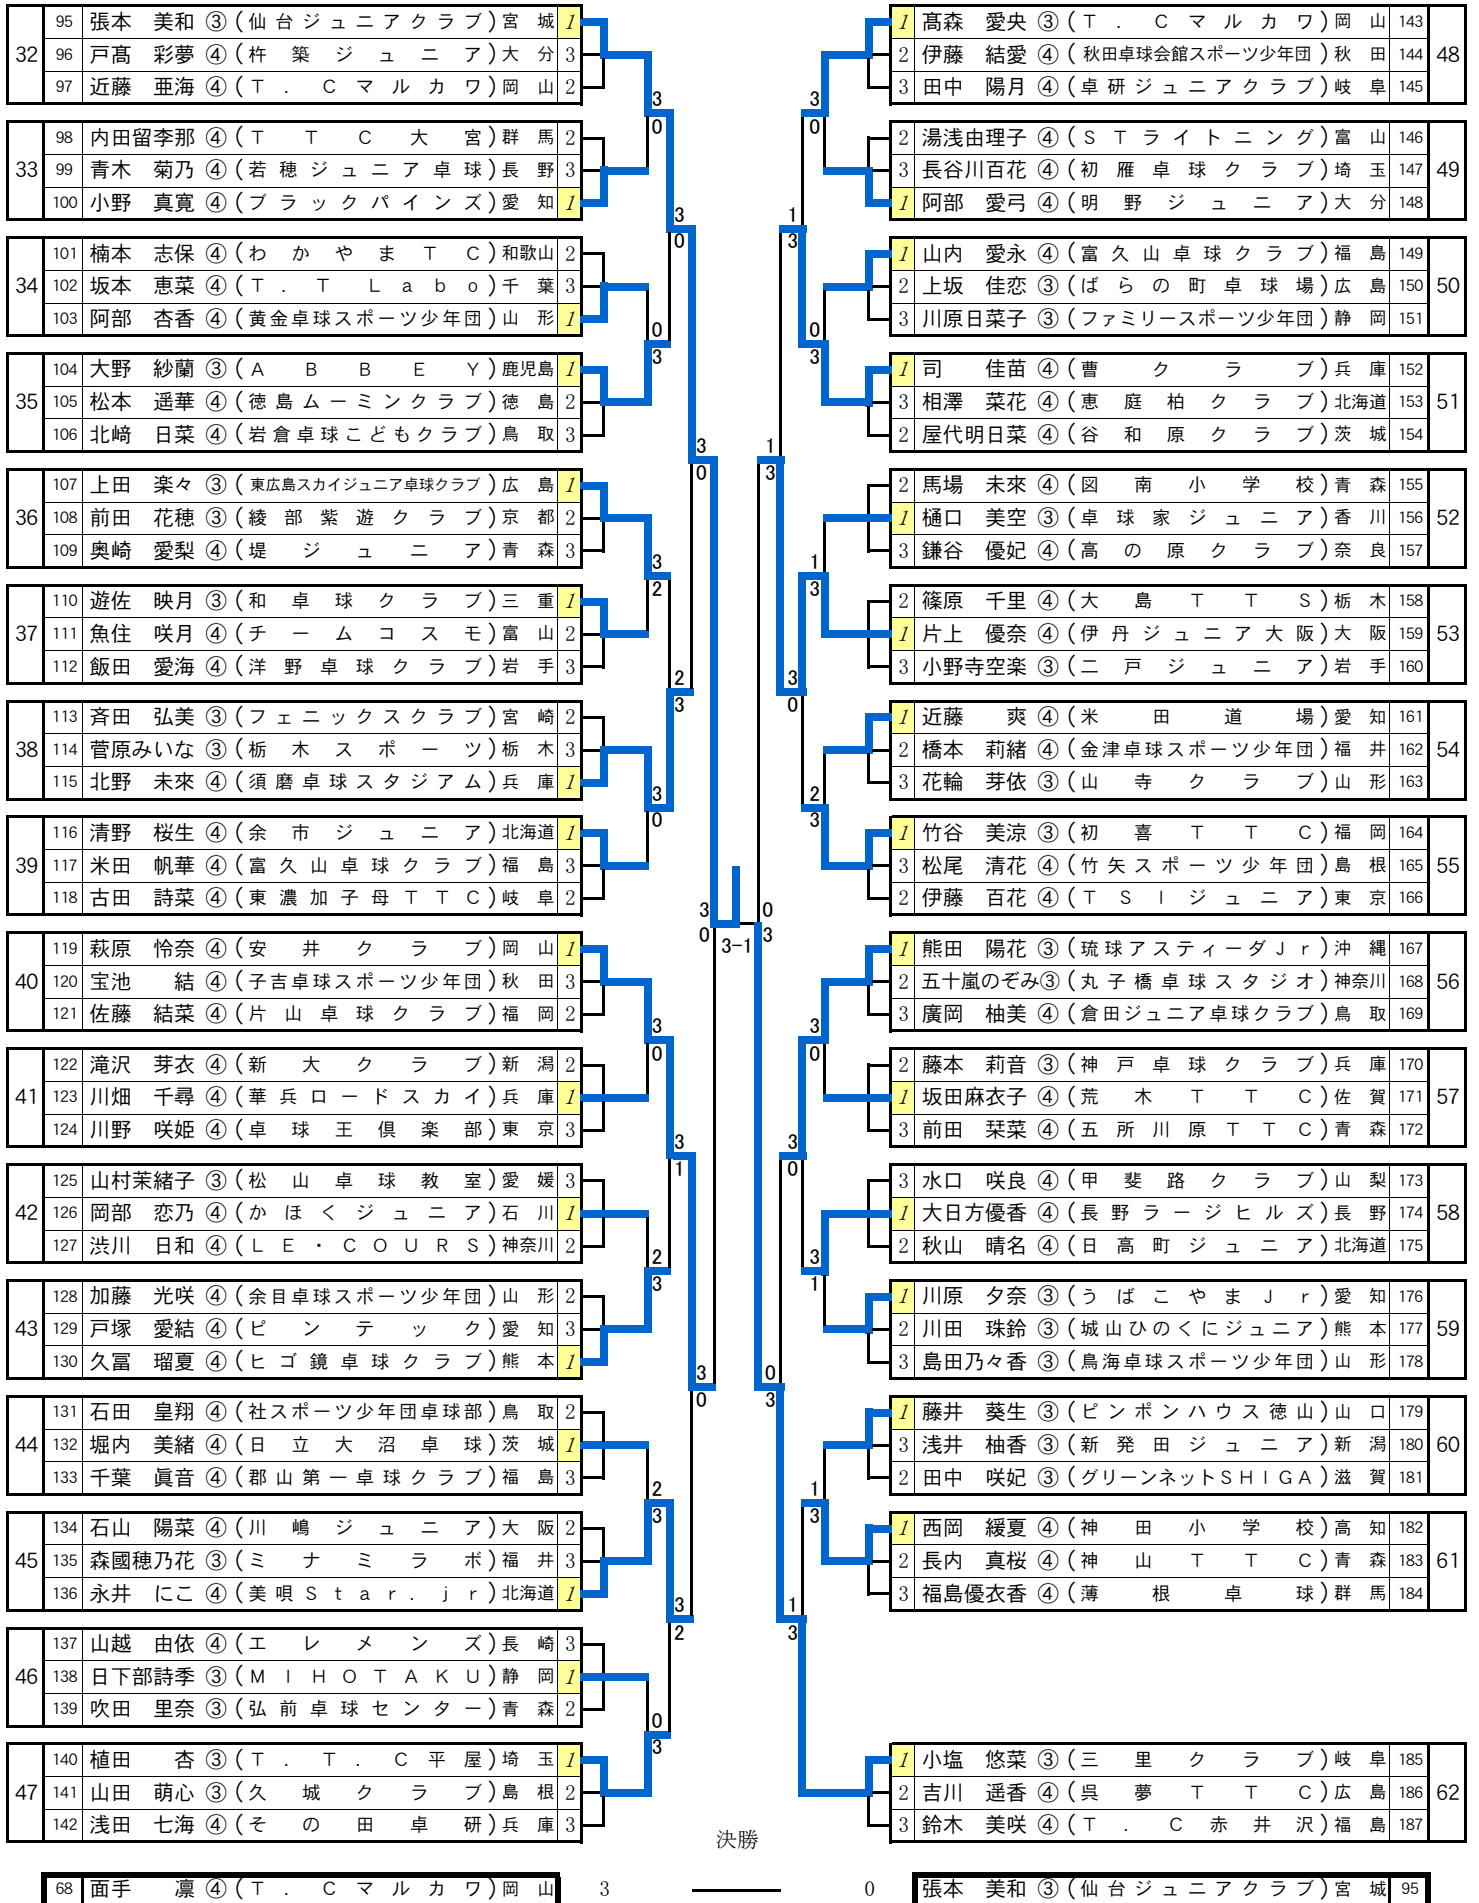 32
95 張本 美和 ③ (仙台ジュニアクラブ) 宮城 1
96 戸髙 彩夢 ④ (杵築ジュニア) 大分 3
97 近藤 亜海 ④ (T.Cマルカワ) 岡山 2
33
98 内田留李那 ④ (TTC大宮) 群馬 2
99 青木 菊乃 ④ (若穂ジュニア卓球) 長野 3
100 小野 真寛 ④ (ブラックパインズ) 愛知 1
34
101 楠本 志保 ④ (わかやまTC) 和歌山 2
102 坂本 恵菜 ④ (T.T Labo) 千葉 3
103 阿部 杏香 ④ (黄金卓球スポーツ少年団) 山形 1
35
104 大野 紗蘭 ③ (ABBEY) 鹿児島 1
105 松本 遥華 ④ (徳島ムーミンクラブ) 徳島 2
106 北﨑 日菜 ④ (岩倉卓球こどもクラブ) 鳥取 3
36
107 上田 楽々 ③ (東広島スカイジュニア卓球クラブ) 広島 1
108 前田 花穂 ③ (綾部紫遊クラブ) 京都 2
109 奥崎 愛梨 ④ (堤ジュニア) 青森 3
37
110 遊佐 映月 ③ (和卓球クラブ) 三重 1
111 魚住 咲月 ④ (チームコスモ) 富山 2
112 飯田 愛海 ④ (洋野卓球クラブ) 岩手 3
38
113 斉田 弘美 ③ (フェニックスクラブ) 宮崎 2
114 菅原みいな ③ (栃木スポーツ) 栃木 3
115 北野 未來 ④ (須磨卓球スタジアム) 兵庫 1
39
116 清野 桜生 ④ (余市ジュニア) 北海道 1
117 米田 帆華 ④ (富久山卓球クラブ) 福島 3
118 古田 詩菜 ④ (東濃加子母TTC) 岐阜 2
40
119 萩原 怜奈 ④ (安井クラブ) 岡山 1
120 宝池 結 ④ (子吉卓球スポーツ少年団) 秋田 3
121 佐藤 結菜 ④ (片山卓球クラブ) 福岡 2
41
122 滝沢 芽衣 ④ (新大クラブ) 新潟 2
123 川畑 千尋 ④ (華兵ロードスカイ) 兵庫 1
124 川野 咲姫 ④ (卓球王倶楽部) 東京 3
42
125 山村茉緒子 ③ (松山卓球教室) 愛媛 3
126 岡部 恋乃 ④ (かほくジュニア) 石川 1
127 渋川 日和 ④ (LE・COURS) 神奈川 2
43
128 加藤 光咲 ④ (余目卓球スポーツ少年団) 山形 2
129 戸塚 愛結 ④ (ピンテック) 愛知 3
130 久冨 瑠夏 ④ (ヒゴ鏡卓球クラブ) 熊本 1
44
131 石田 皇翔 ④ (社スポーツ少年団卓球部) 鳥取 2
132 堀内 美緒 ④ (日立大沼卓球) 茨城 1
133 千葉 眞音 ④ (郡山第一卓球クラブ) 福島 3
45
134 石山 陽菜 ④ (川嶋ジュニア) 大阪 2
135 森國穂乃花 ③ (ミナミラボ) 福井 3
136 永井 にこ ④ (美唄Star.jr) 北海道 1
46
137 山越 由依 ④ (エレメンズ) 長崎 3
138 日下部詩季 ③ (MIHOTAKU) 静岡 1
139 吹田 里奈 ③ (弘前卓球センター) 青森 2
47
140 植田 杏 ③ (T.T.C平屋) 埼玉 1
141 山田 萌心 ③ (久城クラブ) 島根 2
142 浅田 七海 ④ (その田卓研) 兵庫 3
3
0
0
3
3
2
3
0
3
0
2
3
2
3
0
3
3
0
2
3
3
1
3
2
3
0
3
0
3
0
3-1
0
3
1
3
0
3
1
3
3
0
1
3
3
0
0
3
1
3
2
3
3
0
3
1
1
3
3
0
0
3
1
3
48
1 髙森 愛央 ③ (T.Cマルカワ) 岡山 143
2 伊藤 結愛 ④ (秋田卓球会館スポーツ少年団) 秋田 144
3 田中 陽月 ④ (卓研ジュニアクラブ) 岐阜 145
49
2 湯浅由理子 ④ (STライトニング) 富山 146
3 長谷川百花 ④ (初雁卓球クラブ) 埼玉 147
1 阿部 愛弓 ④ (明野ジュニア) 大分 148
50
1 山内 愛永 ④ (富久山卓球クラブ) 福島 149
2 上坂 佳恋 ③ (ばらの町卓球場) 広島 150
3 川原日菜子 ③ (ファミリースポーツ少年団) 静岡 151
51
1 司 佳苗 ④ (曹クラブ) 兵庫 152
3 相澤 菜花 ④ (恵庭柏クラブ) 北海道 153
2 屋代明日菜 ④ (谷和原クラブ) 茨城 154
52
2 馬場 未來 ④ (図南小学校) 青森 155
1 樋口 美空 ③ (卓球家ジュニア) 香川 156
3 鎌谷 優妃 ④ (高の原クラブ) 奈良 157
53
2 篠原 千里 ④ (大島TTS) 栃木 158
1 片上 優奈 ④ (伊丹ジュニア大阪) 大阪 159
3 小野寺空楽 ③ (二戸ジュニア) 岩手 160
54
1 近藤 爽 ④ (米田道場) 愛知 161
2 橋本 莉緒 ④ (金津卓球スポーツ少年団) 福井 162
3 花輪 芽依 ③ (山寺クラブ) 山形 163
55
1 竹谷 美涼 ③ (初喜TTC) 福岡 164
3 松尾 清花 ④ (竹矢スポーツ少年団) 島根 165
2 伊藤 百花 ④ (TSIジュニア) 東京 166
56
1 熊田 陽花 ③ (琉球アスティーダJr) 沖縄 167
2 五十嵐のぞみ③ (丸子橋卓球スタジオ) 神奈川 168
3 廣岡 柚美 ④ (倉田ジュニア卓球クラブ) 鳥取 169
57
2 藤本 莉音 ③ (神戸卓球クラブ) 兵庫 170
1 坂田麻衣子 ④ (荒木TTC) 佐賀 171
3 前田 栞菜 ④ (五所川原TTC) 青森 172
58
3 水口 咲良 ④ (甲斐路クラブ) 山梨 173
1 大日方優香 ④ (長野ラージヒルズ) 長野 174
2 秋山 晴名 ④ (日高町ジュニア) 北海道 175
59
1 川原 夕奈 ③ (うばこやまJr) 愛知 176
2 川田 珠鈴 ③ (城山ひのくにジュニア) 熊本 177
3 島田乃々香 ③ (鳥海卓球スポーツ少年団) 山形 178
60
1 藤井 葵生 ③ (ピンポンハウス徳山) 山口 179
3 浅井 柚香 ③ (新発田ジュニア) 新潟 180
2 田中 咲妃 ③ (グリーンネットSHIGA) 滋賀 181
61
1 西岡 緩夏 ④ (神田小学校) 高知 182
2 長内 真桜 ④ (神山TTC) 青森 183
3 福島優衣香 ④ (薄根卓球) 群馬 184
62
1 小塩 悠菜 ③ (三里クラブ) 岐阜 185
2 吉川 遥香 ④ (呉夢TTC) 広島 186
3 鈴木 美咲 ④ (T.C赤井沢) 福島 187
決勝
68 面手 凛 ④ (T.Cマルカワ) 岡山 3 0 張本 美和 ③ (仙台ジュニアクラブ) 宮城 95